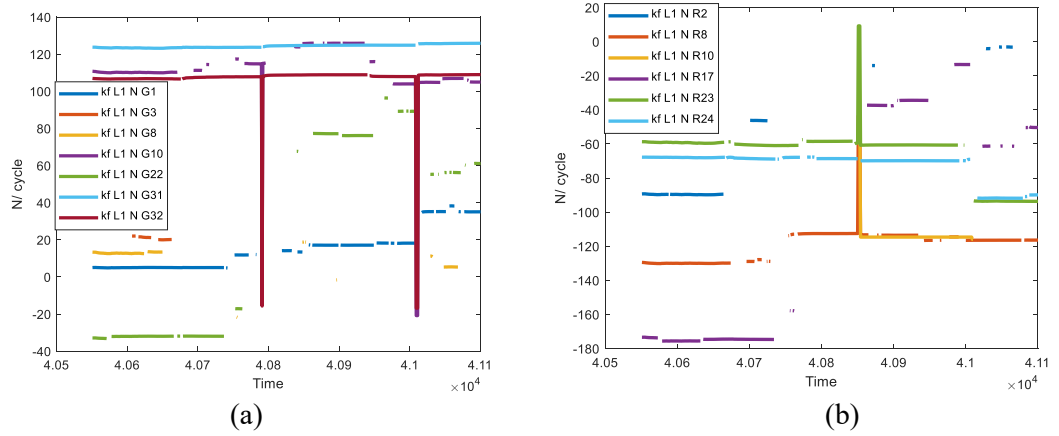 140
120
100
80
60
40
20
0
-20
-40
N/ cycle
kf L1 N G1
kf L1 N G3
kf L1 N G8
kf L1 N G10
kf L1 N G22
kf L1 N G31
kf L1 N G32
4.05 4.06 4.07 4.08 4.09 4.1 4.11
Time
×10⁴
(a)
20
0
-20
-40
-60
-80
-100
-120
-140
-160
-180
N/ cycle
kf L1 N R2
kf L1 N R8
kf L1 N R10
kf L1 N R17
kf L1 N R23
kf L1 N R24
4.05 4.06 4.07 4.08 4.09 4.1 4.11
Time
×10⁴
(b)